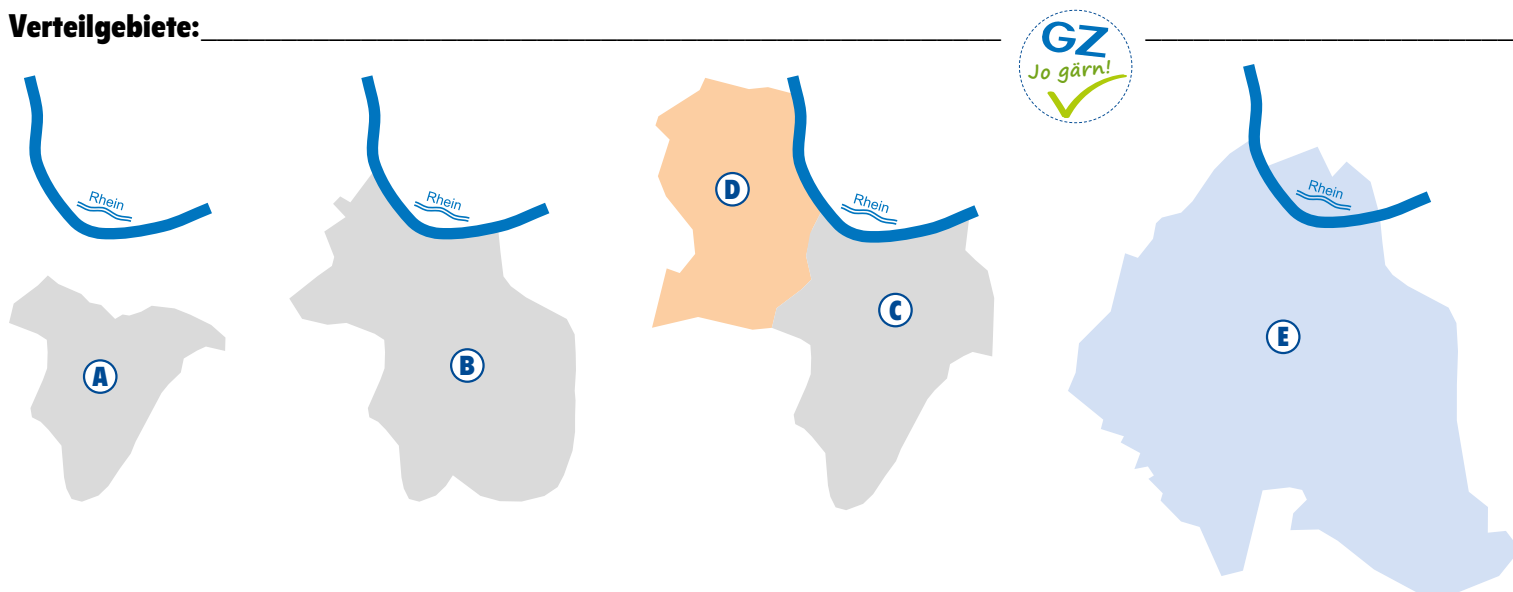 Verteilgebiete:
GZ
Jo gärn!
Rhein
Rhein
Rhein
Rhein
D
C
E
B
A